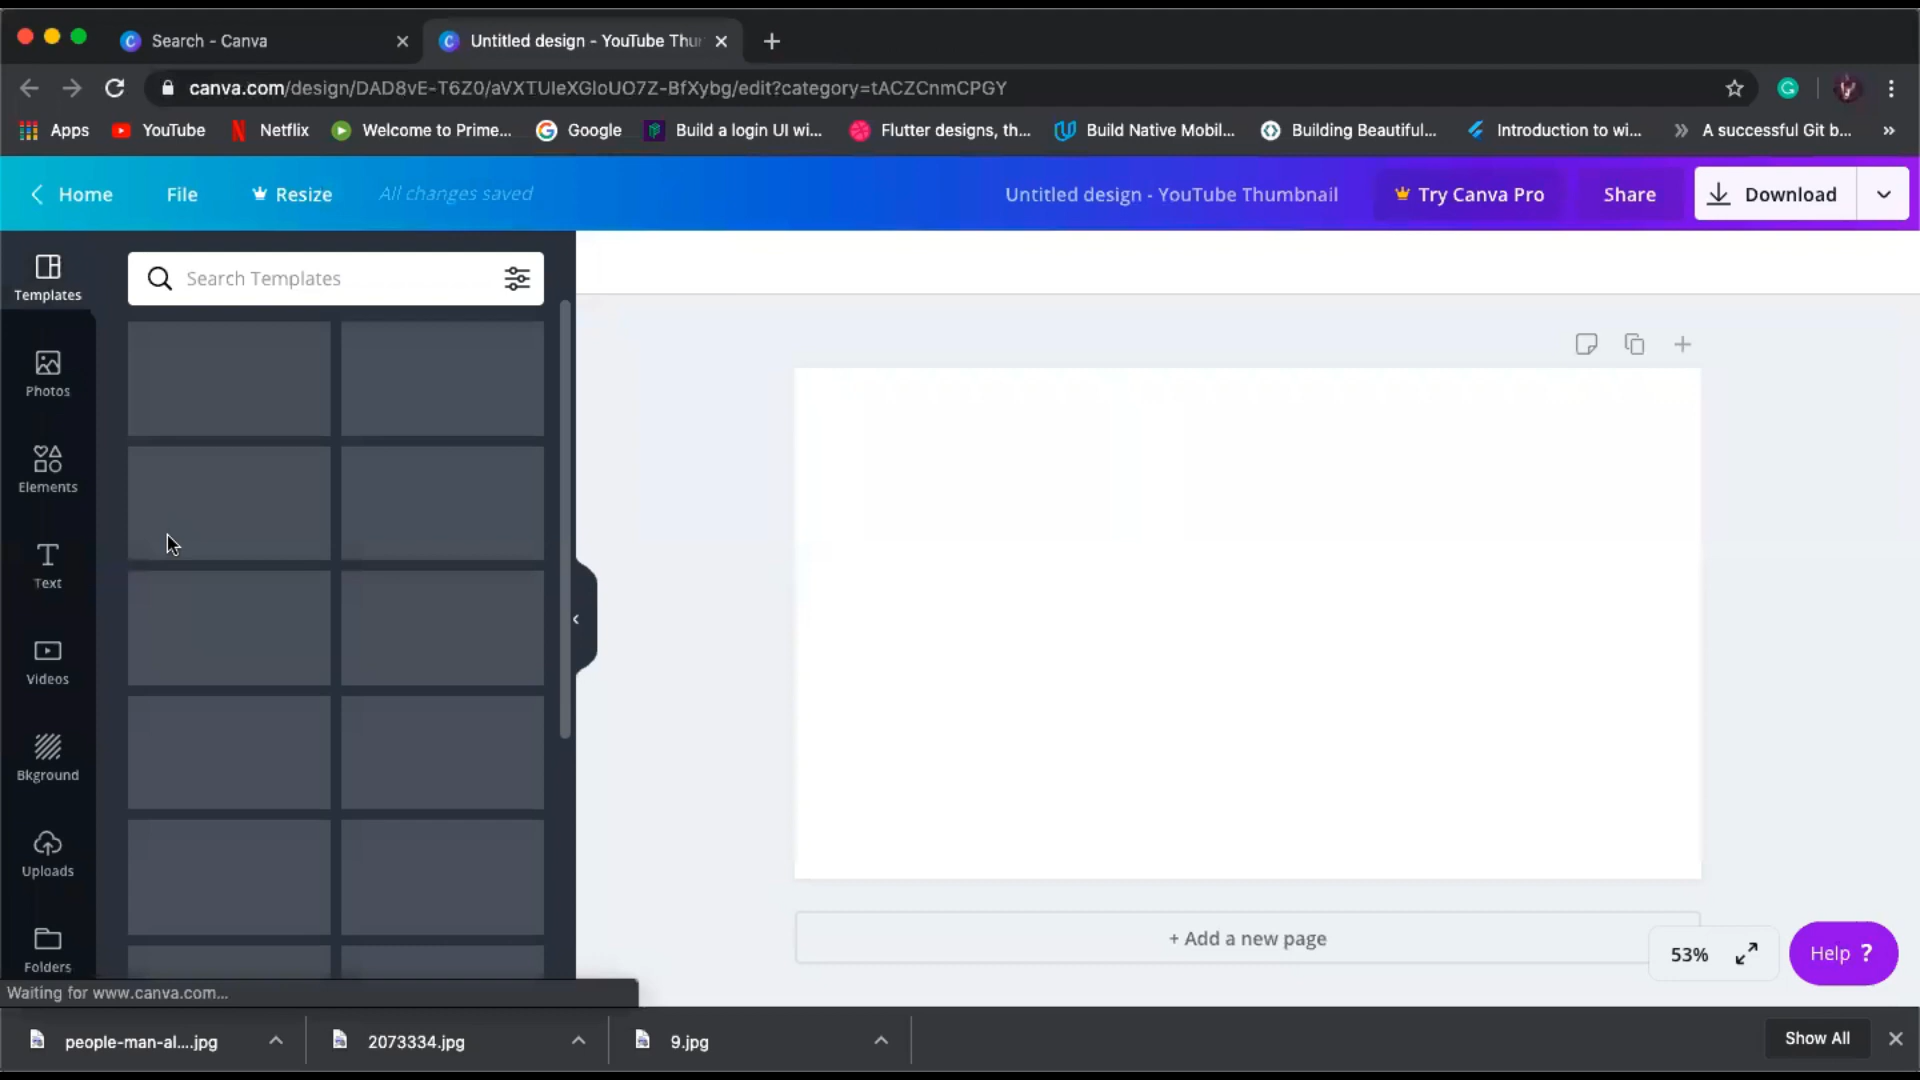 Search - Canva
Untitled design - YouTube Thu
canva.com/design/DAD8vE-T6Z0/aVXTUIeXGloUO7Z-BfXybg/edit?category=tACZCnmCPGY
Apps YouTube Netflix Welcome to Prime... Google Build a login UI wi... Flutter designs, th... Build Native Mobil... Building Beautiful... Introduction to wi... A successful Git b... »
Home File Resize All changes saved Untitled design - YouTube Thumbnail Try Canva Pro Share Download
Templates
Search Templates
Photos
Elements
Text
Videos
Bkground
Uploads
Folders
+ Add a new page
53%
Help ?
Waiting for www.canva.com...
people-man-al....jpg
2073334.jpg
9.jpg
Show All